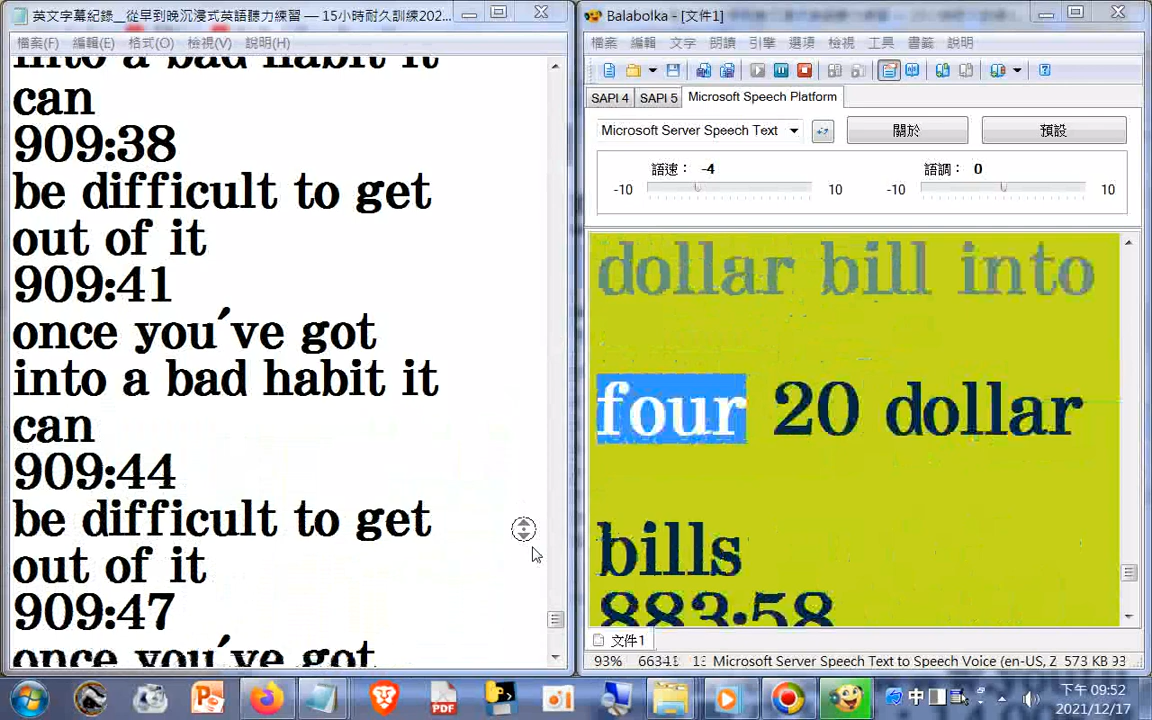 英文字幕紀錄__從早到晚沉浸式英語聽力練習 — 15小時耐久訓練202...
檔案(F) 編輯(E) 格式(O) 檢視(V) 說明(H)
into a bad habit it
can
909:38
be difficult to get
out of it
909:41
once you've got
into a bad habit it
can
909:44
be difficult to get
out of it
909:47
once you've got
Balabolka - [文件1]
檔案 編輯 文字 朗讀 引擎 選項 檢視 工具 書籤 說明
SAPI 4 SAPI 5 Microsoft Speech Platform
Microsoft Server Speech Text 關於 預設
語速： -4 語調： 0
-10 10 -10 10
dollar bill into
four 20 dollar
bills
883:58
文件1
93% Microsoft Server Speech Text to Speech Voice (en-US, Z 573 KB 93
中
下午 09:52
2021/12/17